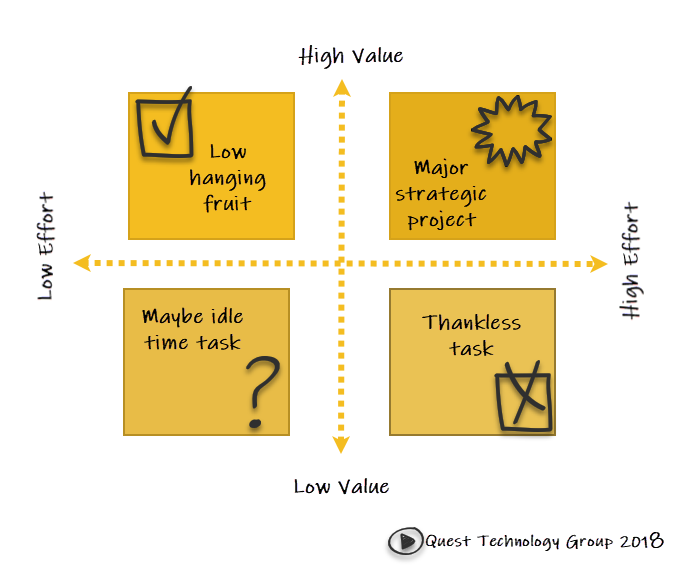 High Value
Low
hanging
fruit
Major
strategic
project
Low Effort
High Effort
Maybe idle
time task
?
Thankless
task
Low Value
Quest Technology Group 2018